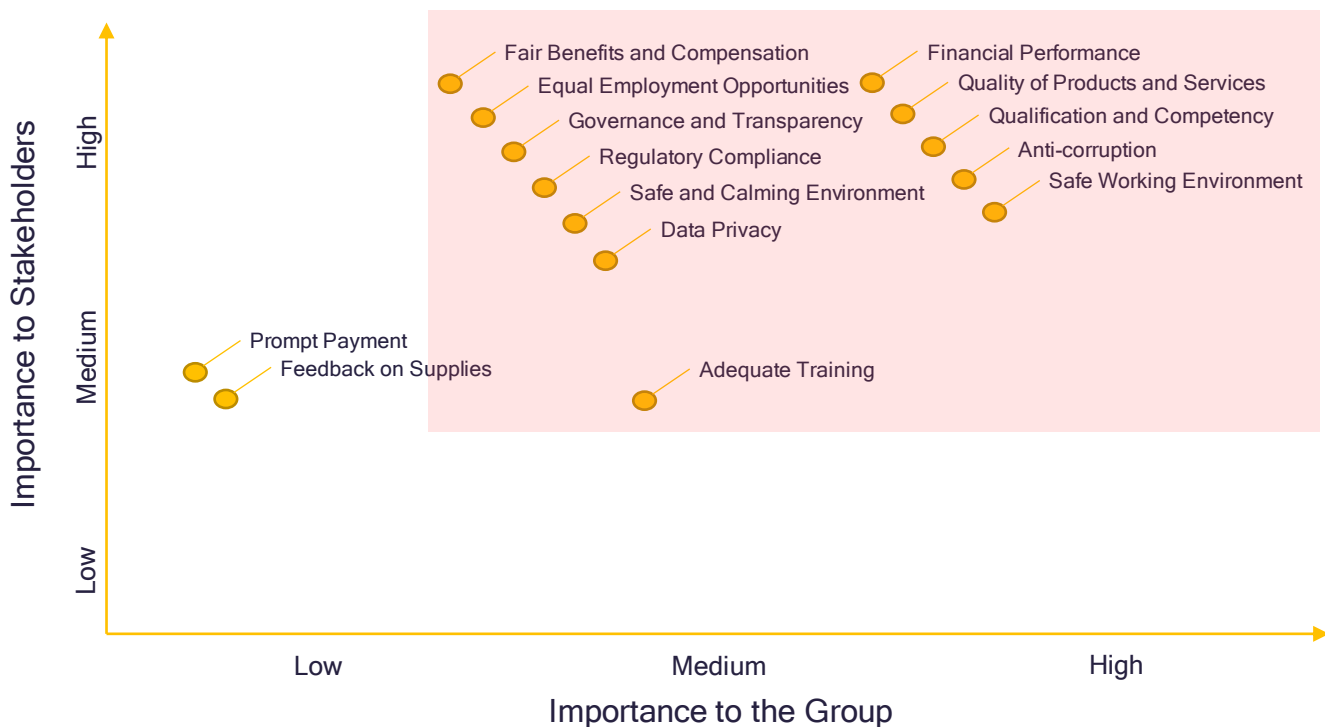 Importance to Stakeholders
High
Medium
Low
Fair Benefits and Compensation
Equal Employment Opportunities
Governance and Transparency
Regulatory Compliance
Safe and Calming Environment
Data Privacy
Financial Performance
Quality of Products and Services
Qualification and Competency
Anti-corruption
Safe Working Environment
Prompt Payment
Feedback on Supplies
Adequate Training
Low
Medium
High
Importance to the Group